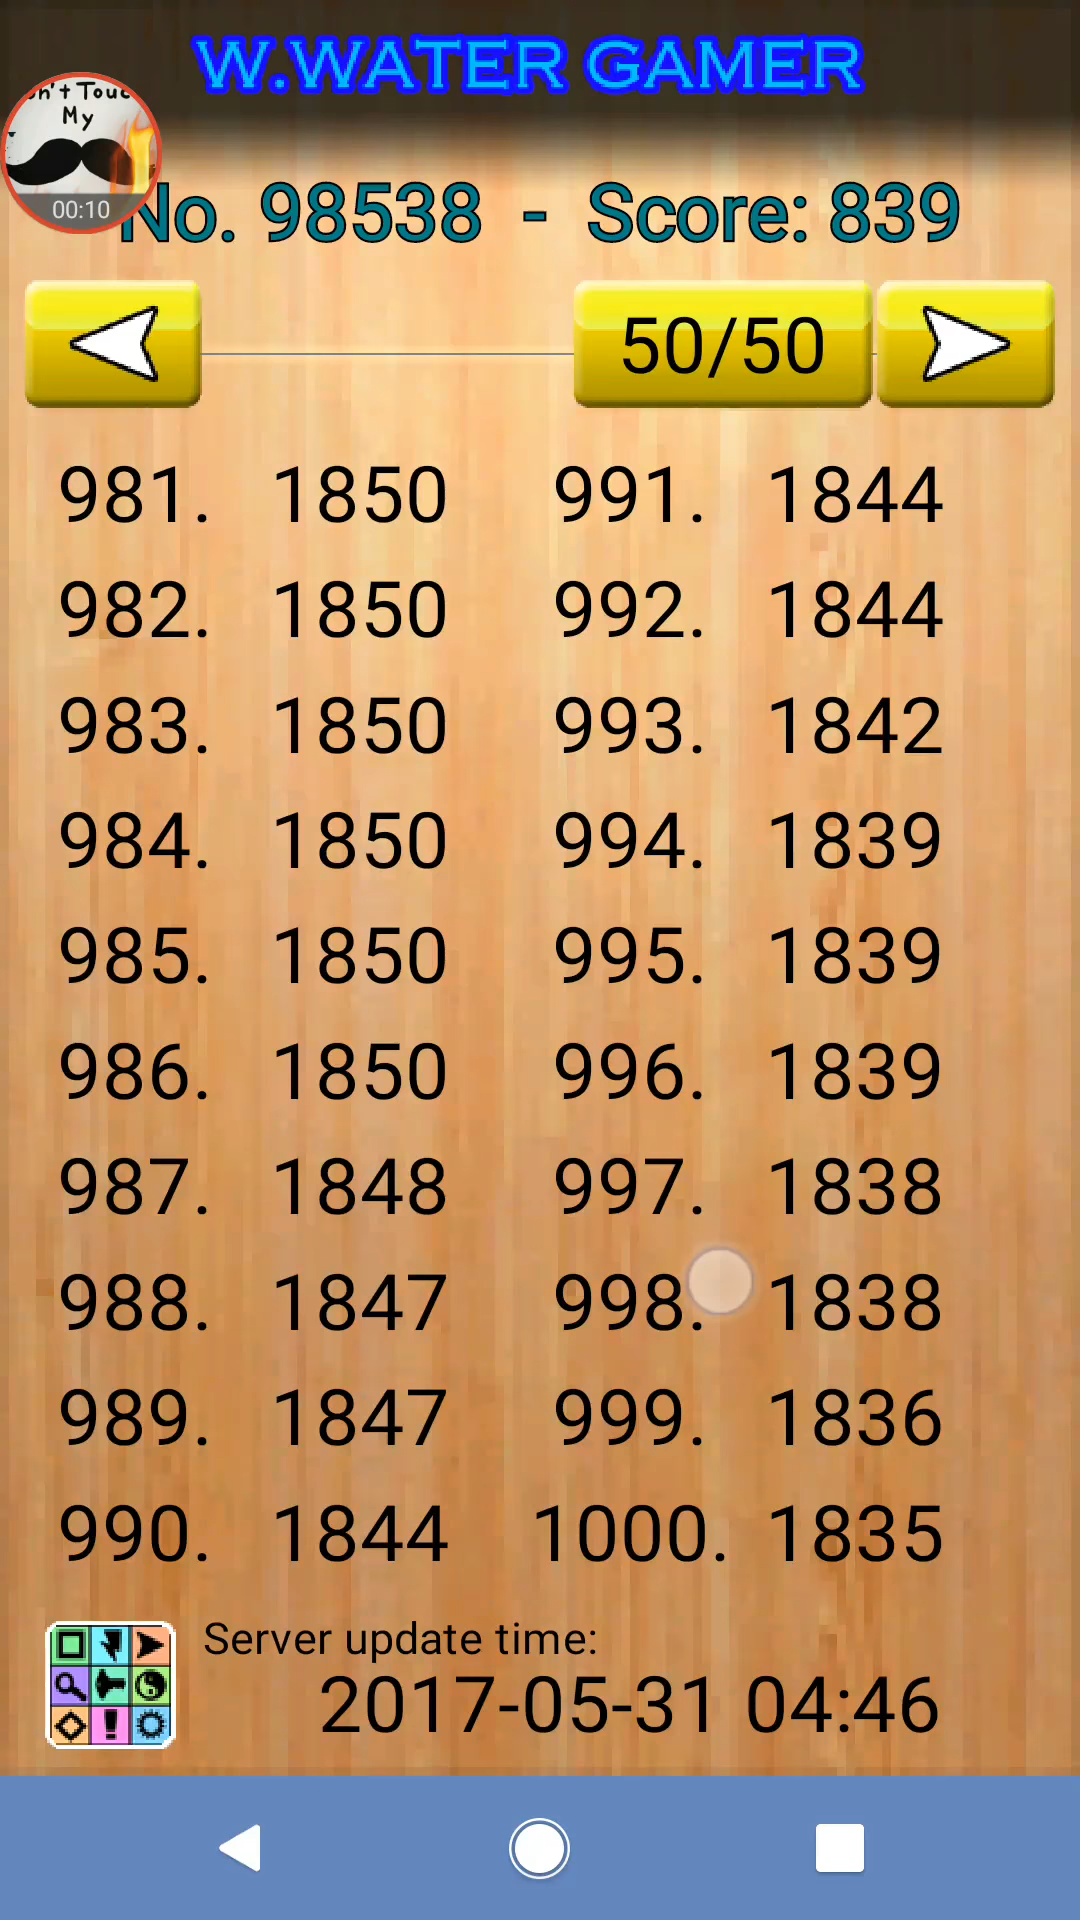 W.WATER GAMER
Touc
My
00:10
No. 98538 - Score: 839
50/50
981. 1850 991. 1844
982. 1850 992. 1844
983. 1850 993. 1842
984. 1850 994. 1839
985. 1850 995. 1839
986. 1850 996. 1839
987. 1848 997. 1838
988. 1847 998. 1838
989. 1847 999. 1836
990. 1844 1000. 1835
Server update time:
2017-05-31 04:46